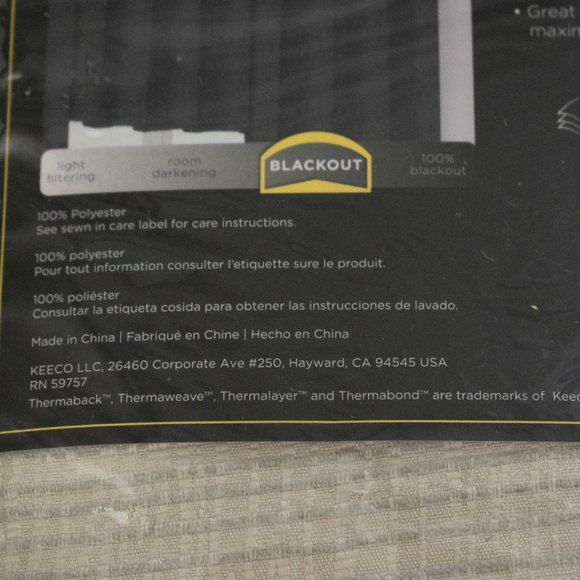 • Great
maxim
light
filtering
room
darkening
BLACKOUT
100%
blackout
100% Polyester
See sewn in care label for care instructions.
100% polyester
Pour tout information consulter l'etiquette sure le produit.
100% poliéster
Consultar la etiqueta cosida para obtener las instrucciones de lavado.
Made in China | Fabriqué en Chine | Hecho en China
KEECO LLC, 26460 Corporate Ave #250, Hayward, CA 94545 USA
RN 59757
Thermaback™, Thermaweave™, Thermalayer™ and Thermabond™ are trademarks of Keec